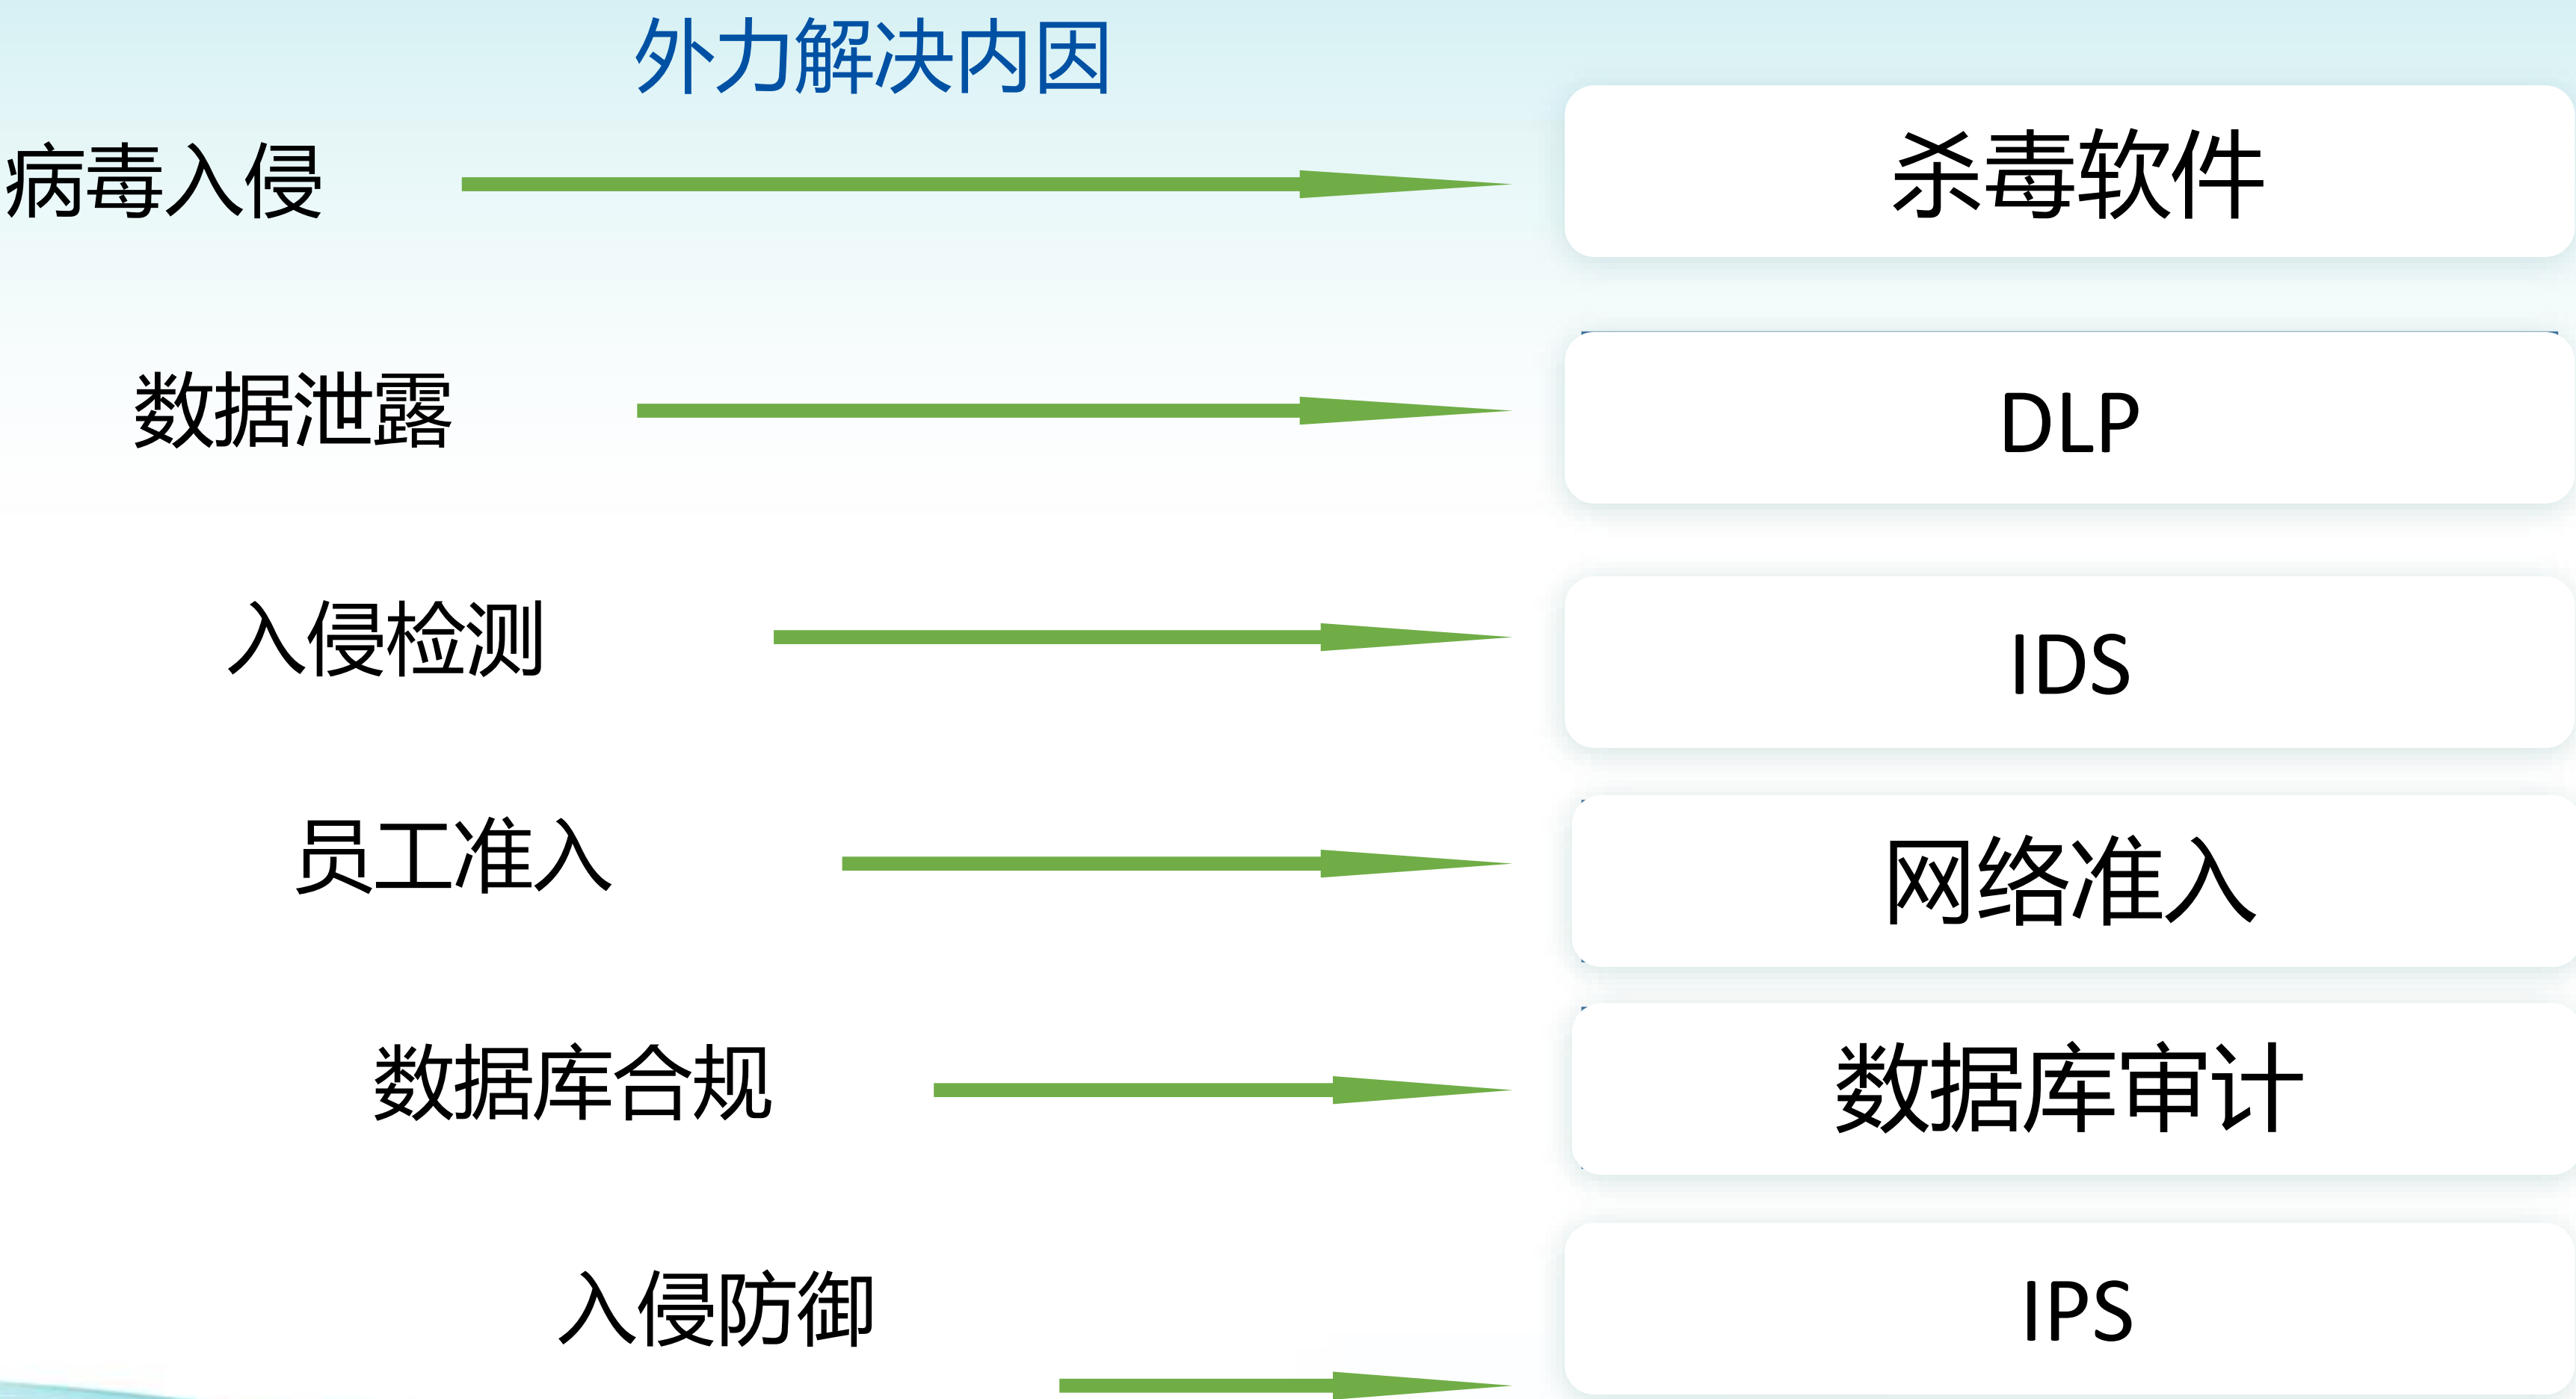 外力解决内因
病毒入侵
杀毒软件
数据泄露
DLP
入侵检测
IDS
员工准入
网络准入
数据库合规
数据库审计
入侵防御
IPS